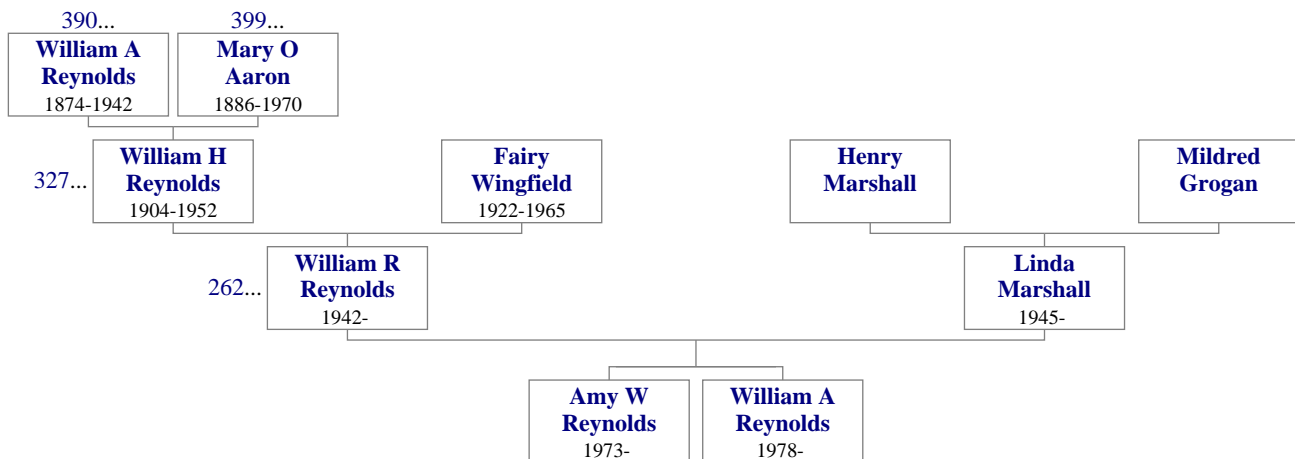 390...
399...
William A
Reynolds
1874-1942
Mary O
Aaron
1886-1970
327...
William H
Reynolds
1904-1952
Fairy
Wingfield
1922-1965
Henry
Marshall
Mildred
Grogan
262...
William R
Reynolds
1942-
Linda
Marshall
1945-
Amy W
Reynolds
1973-
William A
Reynolds
1978-